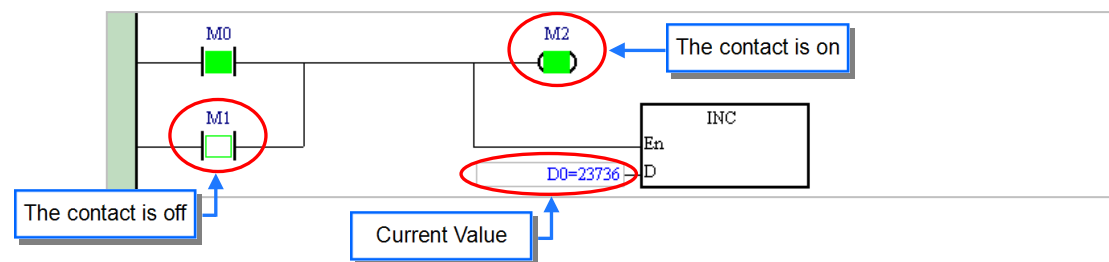 M0
M2
The contact is on
M1
INC
En
D0=23736
D
The contact is off
Current Value